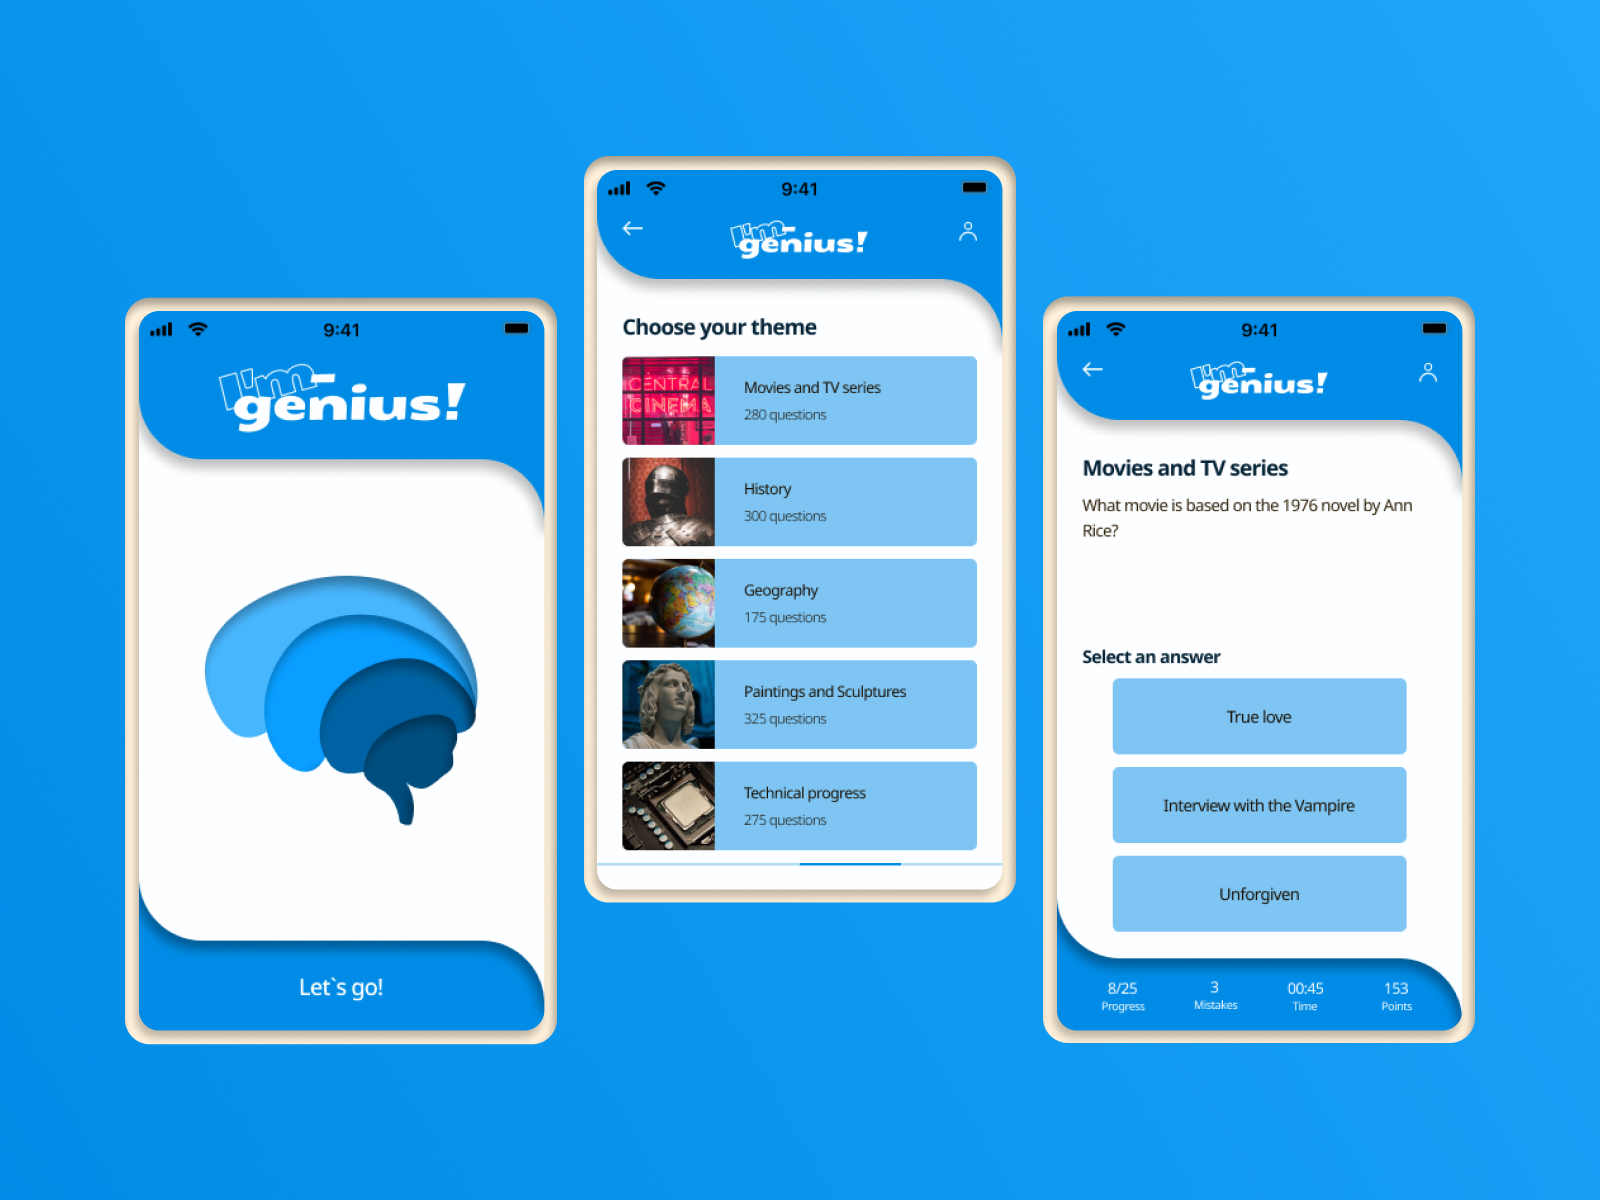 9:41
I'm
genius!
Let`s go!
9:41
I'm
genius!
Choose your theme
CENTRAL
CINEMA
Movies and TV series
280 questions
History
300 questions
Geography
175 questions
Paintings and Sculptures
325 questions
Technical progress
275 questions
9:41
I'm
genius!
Movies and TV series
What movie is based on the 1976 novel by Ann
Rice?
Select an answer
True love
Interview with the Vampire
Unforgiven
8/25 3 00:45 153
Progress Mistakes Time Points